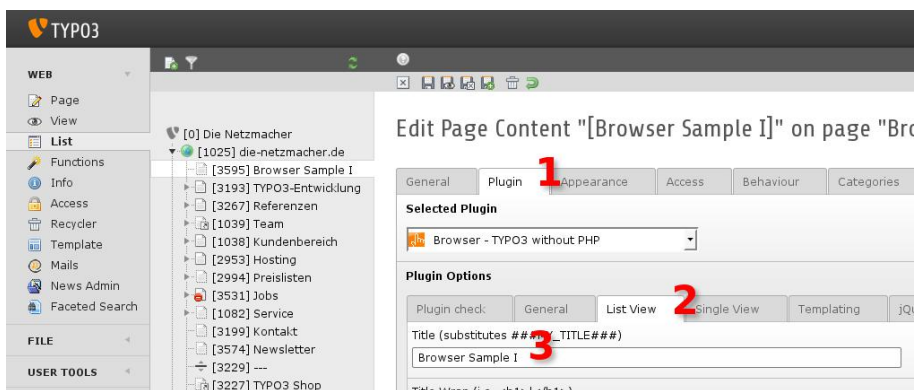 TYPO3
WEB
Page
View
List
Functions
Info
Access
Recycler
Template
Mails
News Admin
Faceted Search
FILE
USER TOOLS
[0] Die Netzmacher
[1025] die-netzmacher.de
[3595] Browser Sample I
[3193] TYPO3-Entwicklung
[3267] Referenzen
[1039] Team
[1038] Kundenbereich
[2953] Hosting
[2994] Preislisten
[3531] Jobs
[1082] Service
[3199] Kontakt
[3574] Newsletter
[3229] ---
[3227] TYPO3 Shop
Edit Page Content "[Browser Sample I]" on page "Bro
General Plugin 1 Appearance Access Behaviour Categories
Selected Plugin
Browser - TYPO3 without PHP
Plugin Options
Plugin check General List View 2 Single View Templating jQu
Title (substitutes _TITLE###)
3
Browser Sample I